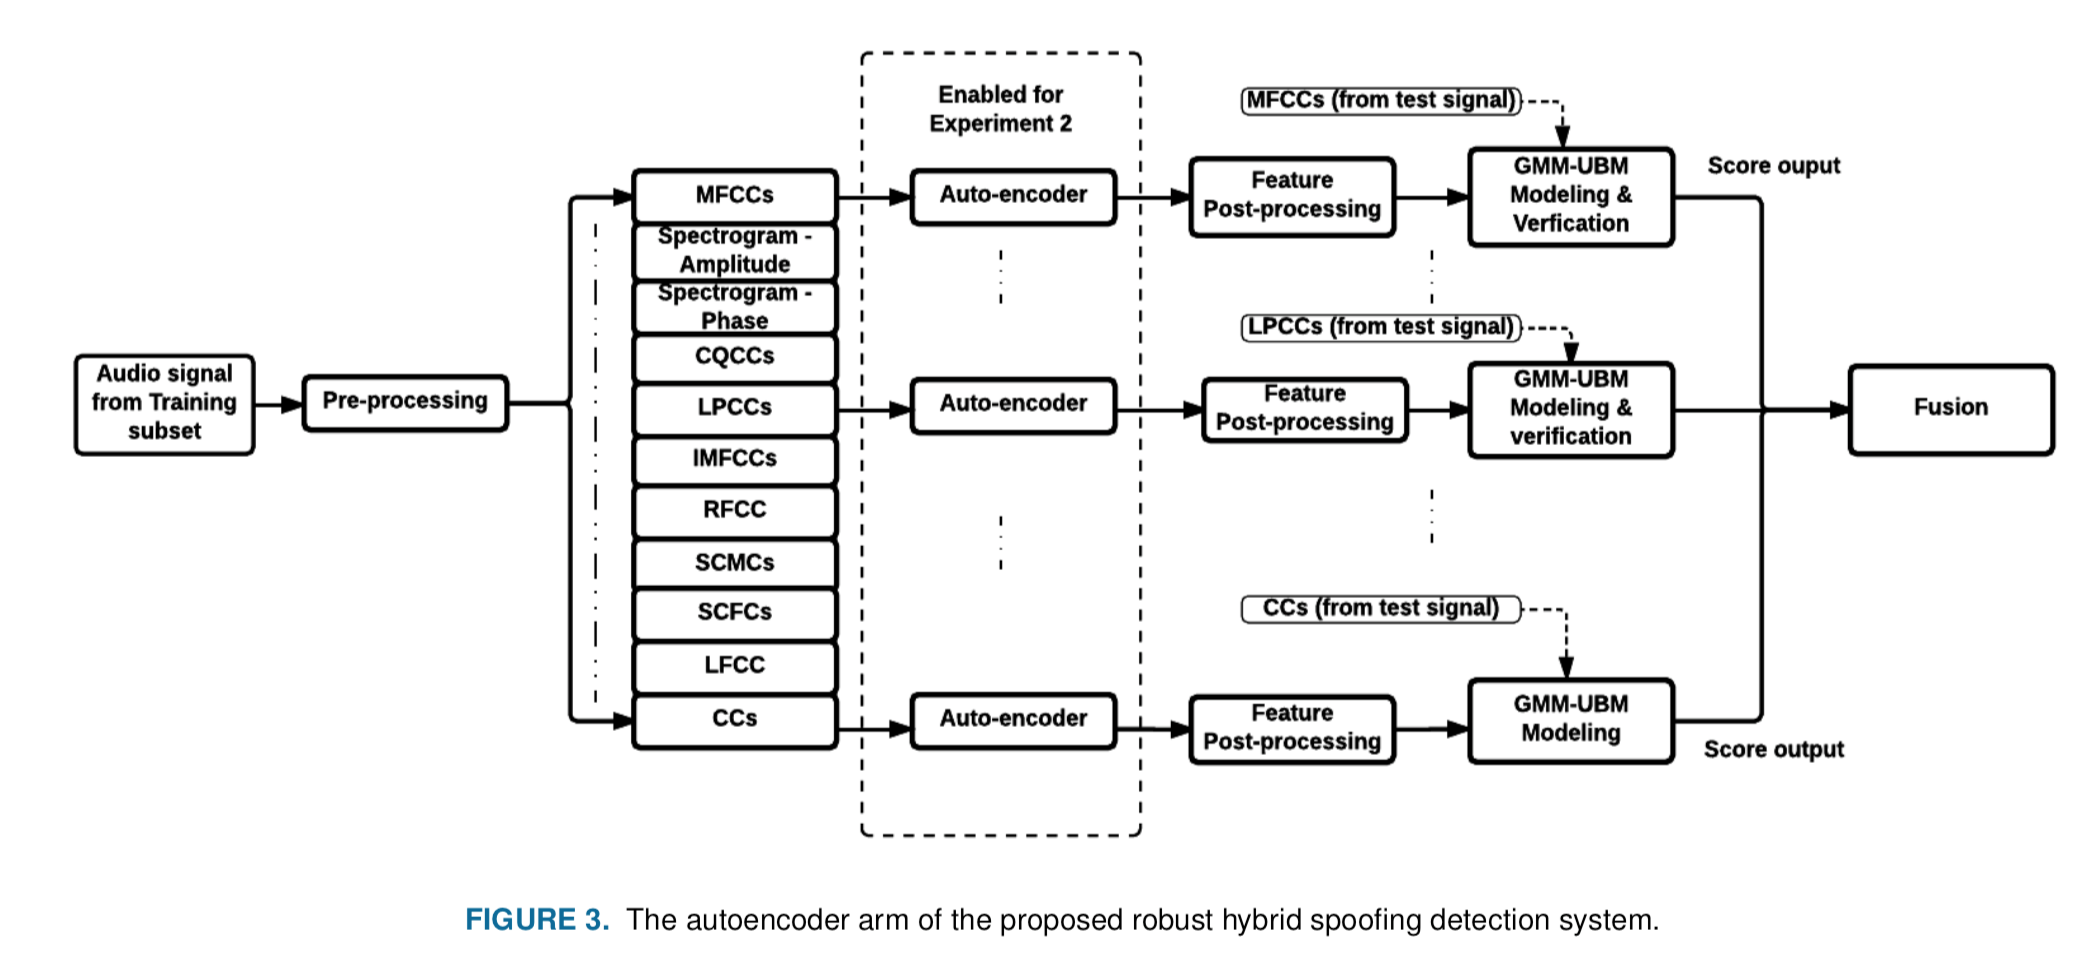 Audio signal
from Training
subset
Pre-processing
MFCCs
Spectrogram -
Amplitude
Spectrogram -
Phase
CQCCs
LPCCs
IMFCCs
RFCC
SCMCs
SCFCs
LFCC
CCs
Enabled for
Experiment 2
Auto-encoder
Auto-encoder
Auto-encoder
MFCCs (from test signal)
Feature
Post-processing
GMM-UBM
Modeling &
Verfication
Score ouput
LPCCs (from test signal)
Feature
Post-processing
GMM-UBM
Modeling &
verification
CCs (from test signal)
Feature
Post-processing
GMM-UBM
Modeling
Score output
Fusion
FIGURE 3. The autoencoder arm of the proposed robust hybrid spoofing detection system.